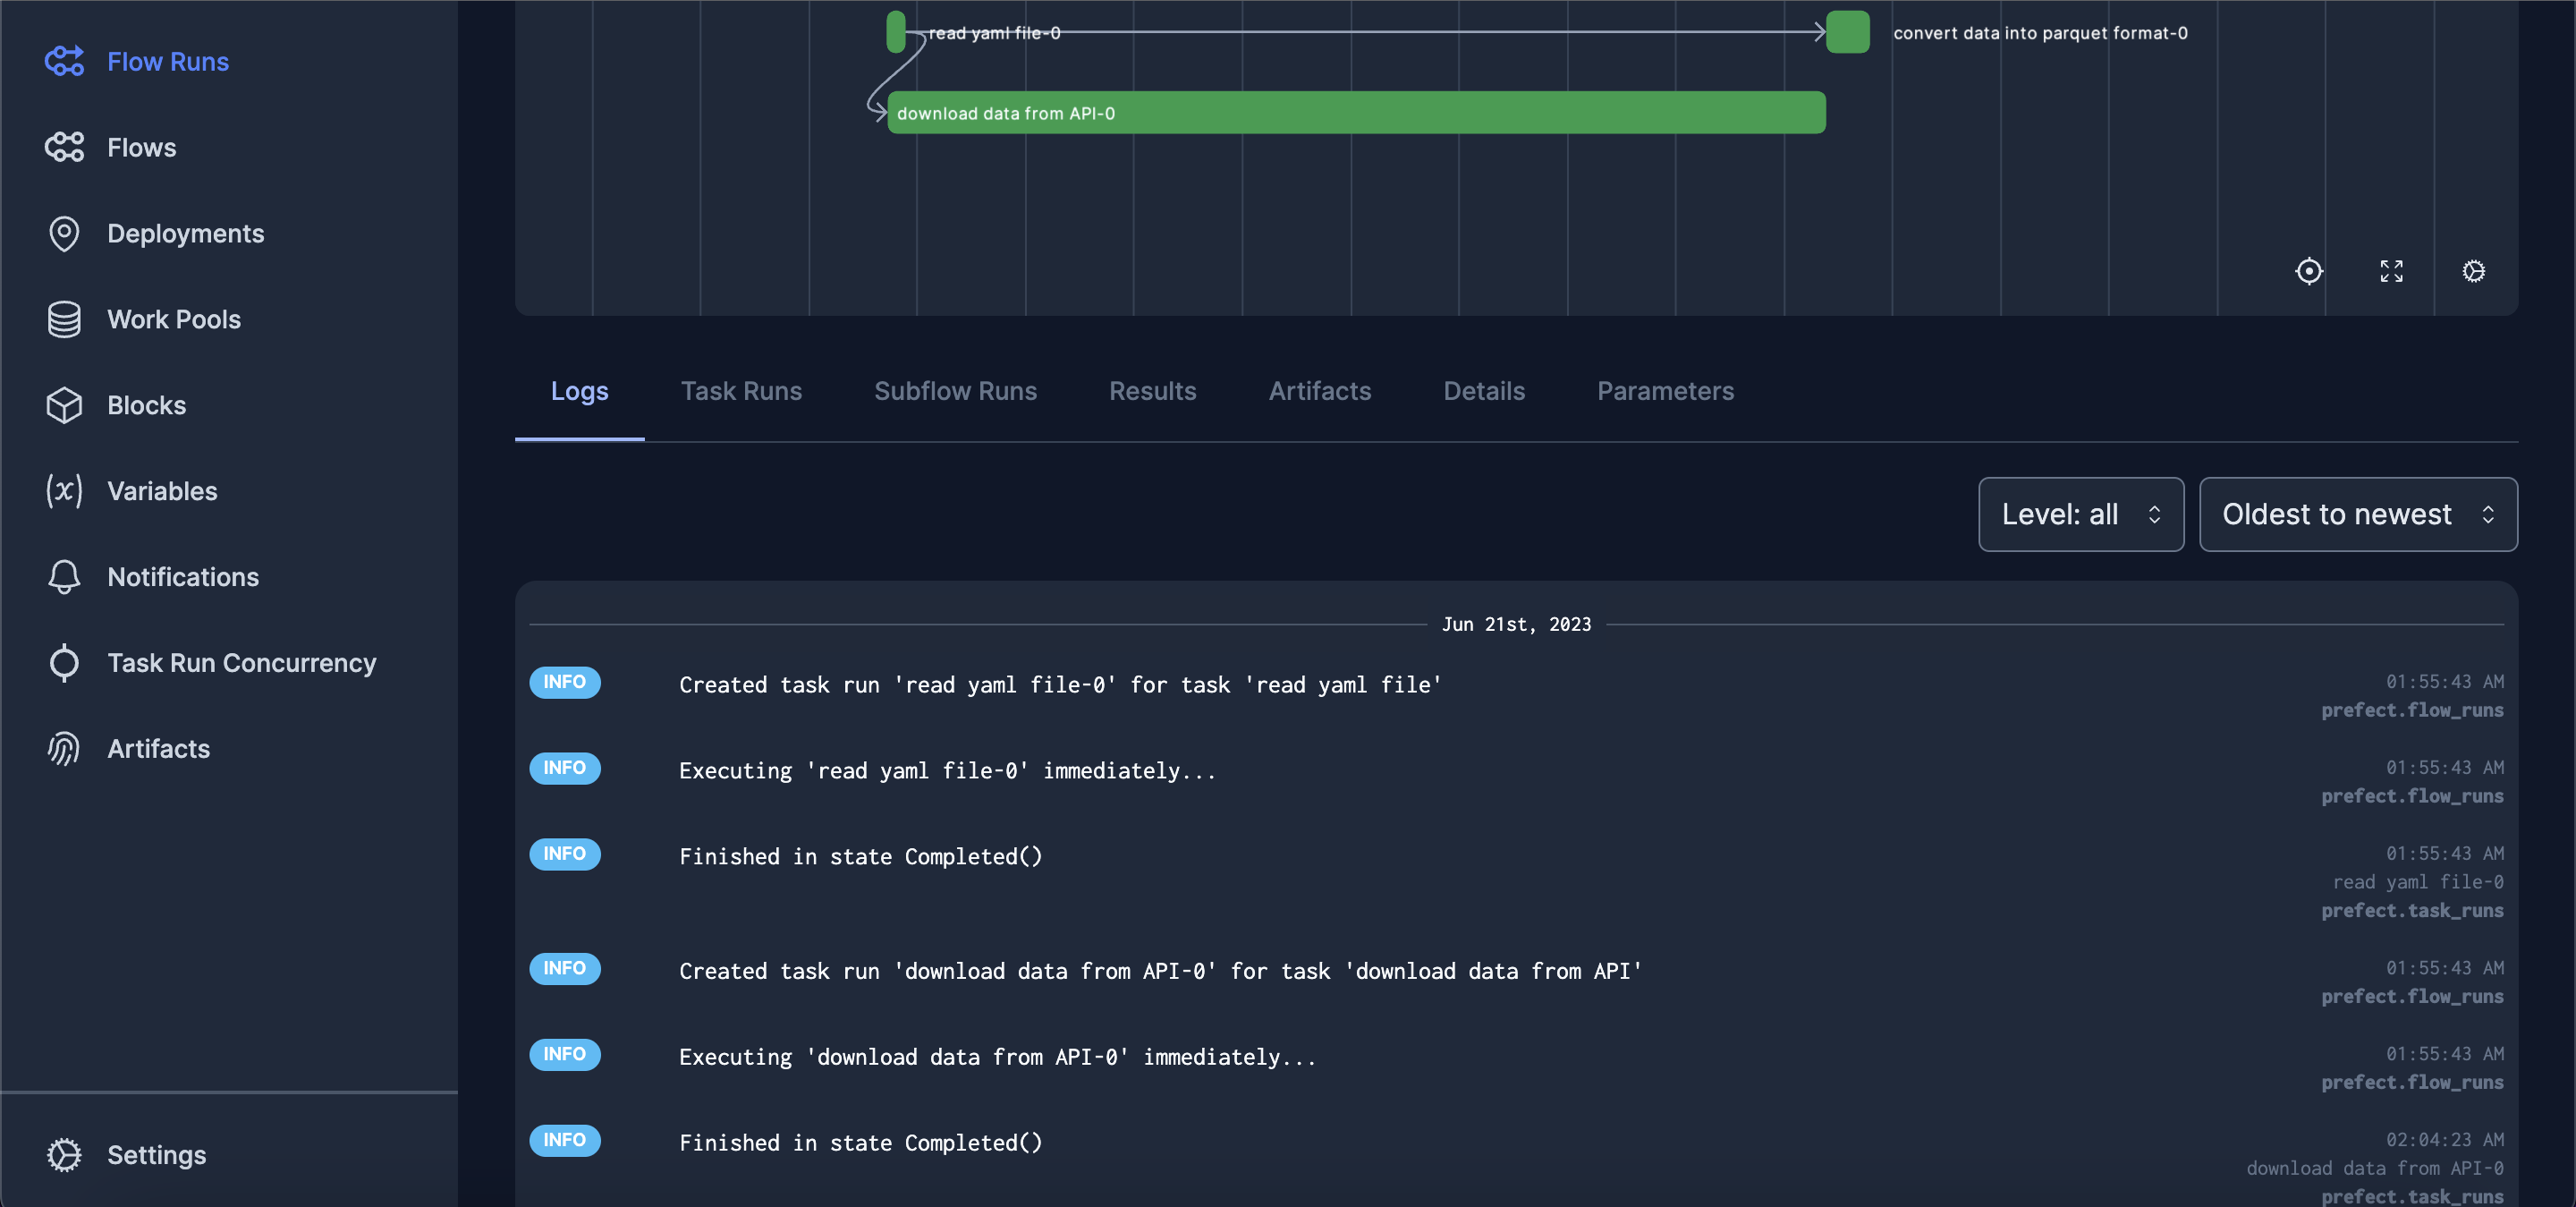 Flow Runs
Flows
Deployments
Work Pools
Blocks
Variables
Notifications
Task Run Concurrency
Artifacts
Settings
read yaml file-0
convert data into parquet format-0
download data from API-0
Logs
Task Runs
Subflow Runs
Results
Artifacts
Details
Parameters
Level: all
Oldest to newest
Jun 21st, 2023
INFO Created task run 'read yaml file-0' for task 'read yaml file' 01:55:43 AM
prefect.flow_runs
INFO Executing 'read yaml file-0' immediately... 01:55:43 AM
prefect.flow_runs
INFO Finished in state Completed() 01:55:43 AM
read yaml file-0
prefect.task_runs
INFO Created task run 'download data from API-0' for task 'download data from API' 01:55:43 AM
prefect.flow_runs
INFO Executing 'download data from API-0' immediately... 01:55:43 AM
prefect.flow_runs
INFO Finished in state Completed() 02:04:23 AM
download data from API-0
prefect.task_runs